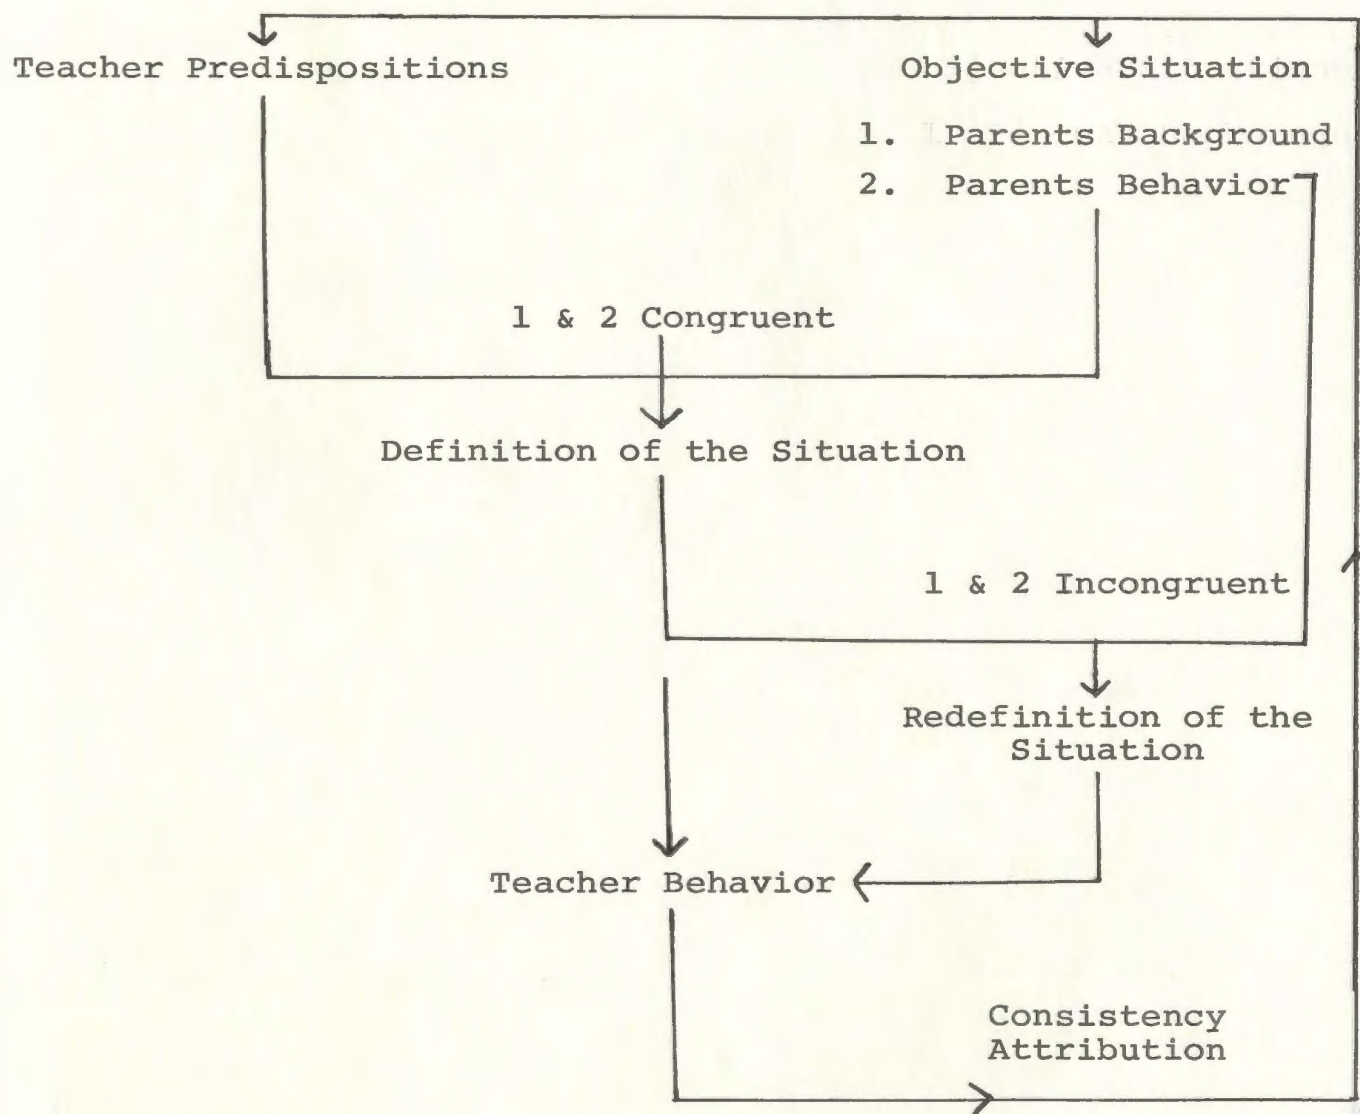 Teacher Predispositions
Objective Situation
1. Parents Background
2. Parents Behavior
1 & 2 Congruent
Definition of the Situation
1 & 2 Incongruent
Redefinition of the
Situation
Teacher Behavior
Consistency
Attribution